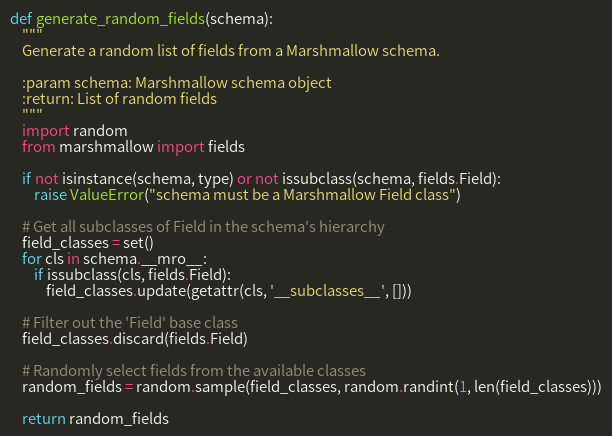 def generate_random_fields(schema):
    """
    Generate a random list of fields from a Marshmallow schema.

    :param schema: Marshmallow schema object
    :return: List of random fields
    """
    import random
    from marshmallow import fields

    if not isinstance(schema, type) or not issubclass(schema, fields.Field):
        raise ValueError("schema must be a Marshmallow Field class")

    # Get all subclasses of Field in the schema's hierarchy
    field_classes = set()
    for cls in schema.__mro__:
        if issubclass(cls, fields.Field):
            field_classes.update(getattr(cls, '__subclasses__', []))

    # Filter out the 'Field' base class
    field_classes.discard(fields.Field)

    # Randomly select fields from the available classes
    random_fields = random.sample(field_classes, random.randint(1, len(field_classes)))

    return random_fields